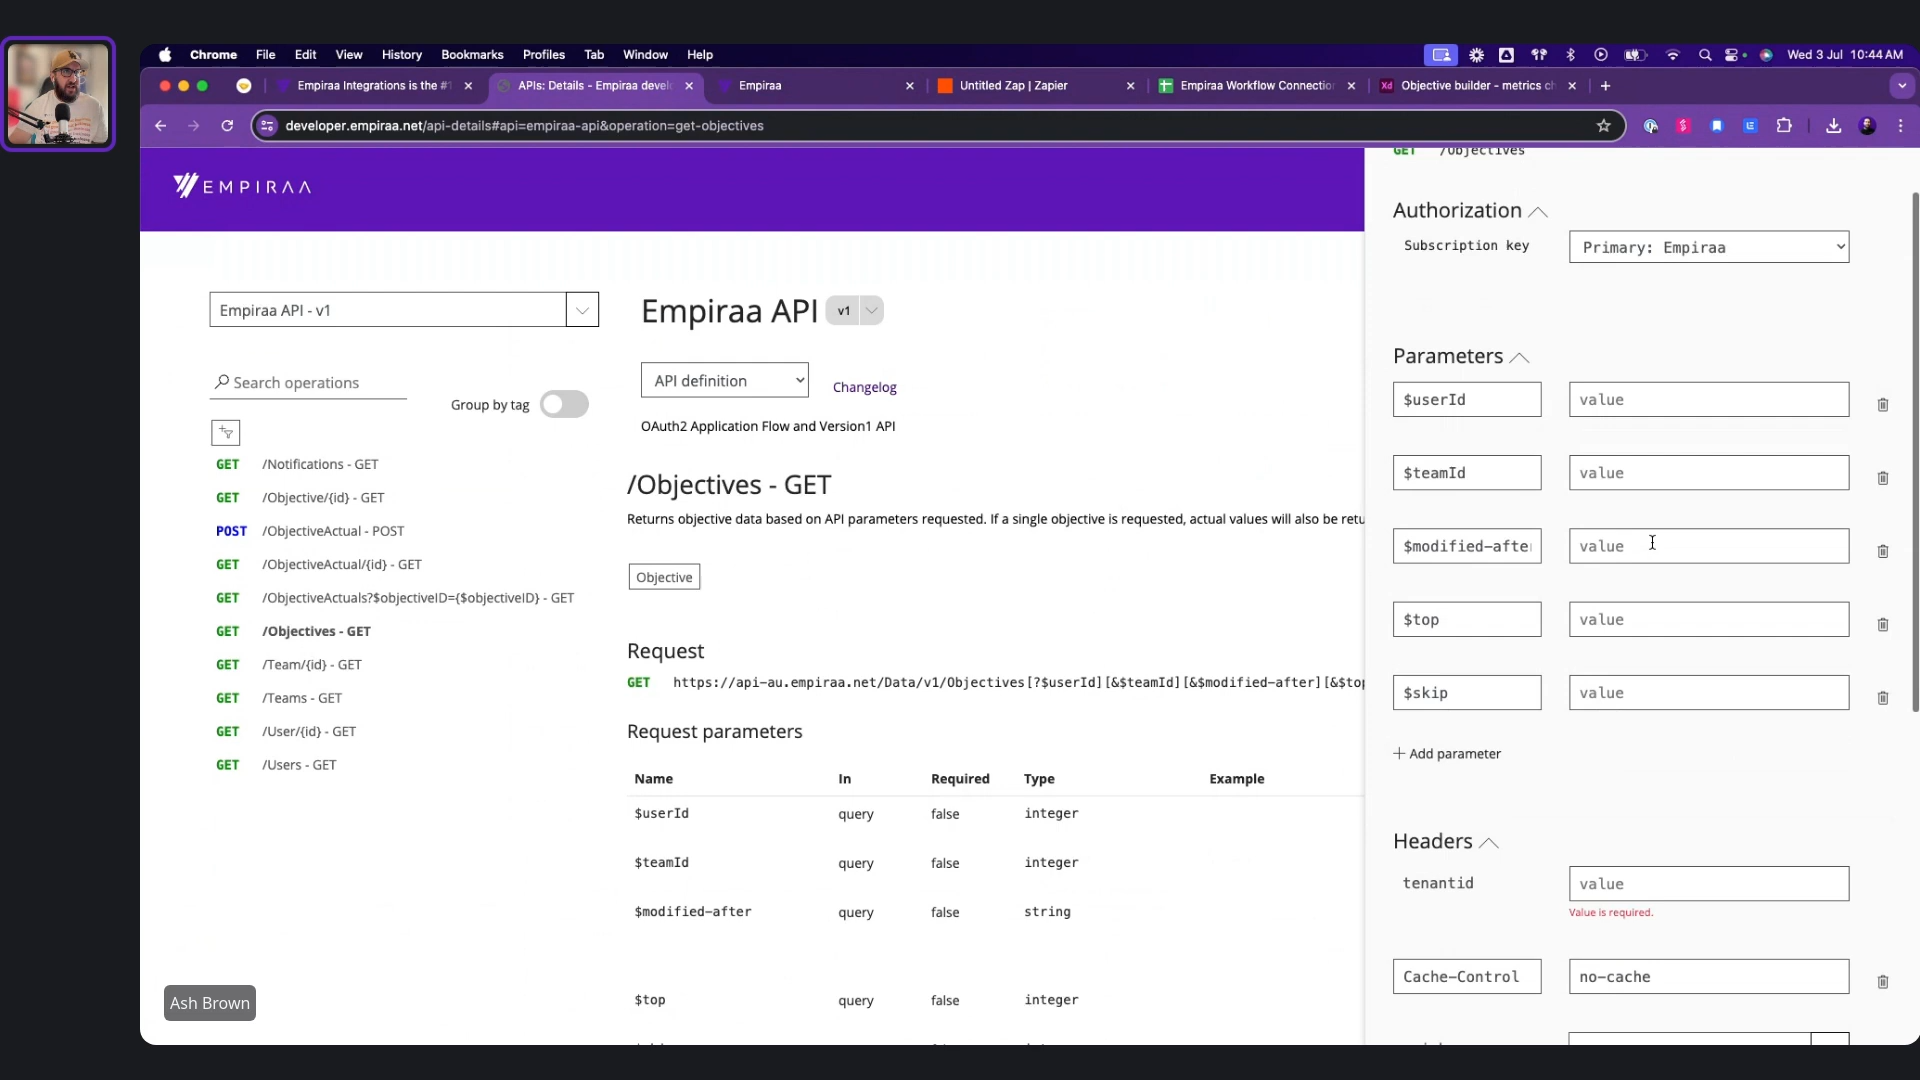 Chrome File Edit View History Bookmarks Profiles Tab Window Help
Wed 3 Jul 10:44 AM
Empiraa Integrations is the #1
APIs: Details - Empiraa devel
Empiraa
Untitled Zap | Zapier
Empiraa Workflow Connection
Objective builder - metrics ch
developer.empiraa.net/api-details#api=empiraa-api&operation=get-objectives
EMPIRAA
Empiraa API - v1
Search operations
Group by tag
GET /Notifications - GET
GET /Objective/{id} - GET
POST /ObjectiveActual - POST
GET /ObjectiveActual/{id} - GET
GET /ObjectiveActuals?$objectiveID={$objectiveID} - GET
GET /Objectives - GET
GET /Team/{id} - GET
GET /Teams - GET
GET /User/{id} - GET
GET /Users - GET
Empiraa API v1
API definition
Changelog
OAuth2 Application Flow and Version1 API
/Objectives - GET
Returns objective data based on API parameters requested. If a single objective is requested, actual values will also be retu
Objective
Request
GET https://api-au.empiraa.net/Data/v1/Objectives[?$userId][&$teamId][&$modified-after][&$top
Request parameters
Name In Required Type Example
$userId query false integer
$teamId query false integer
$modified-after query false string
$top query false integer
GET /Objectives
Authorization
Subscription key Primary: Empiraa
Parameters
$userId value
$teamId value
$modified-after value
$top value
$skip value
+ Add parameter
Headers
tenantid value
Value is required.
Cache-Control no-cache
Ash Brown